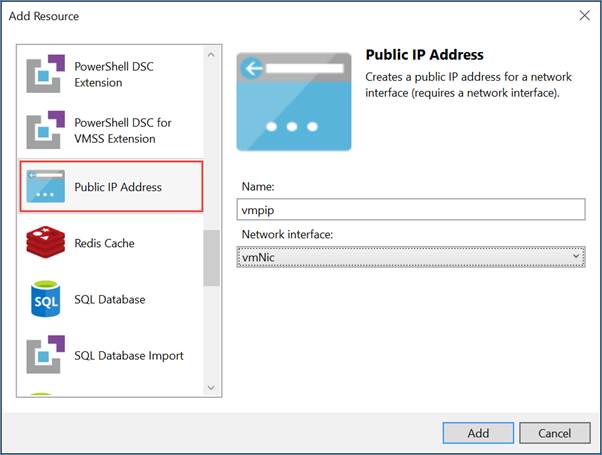 Add Resource
PowerShell DSC
Extension
PowerShell DSC for
VMSS Extension
Public IP Address
Redis Cache
SQL
SQL Database
SQL Database Import
Public IP Address
Creates a public IP address for a network
interface (requires a network interface).
Name:
vmpip
Network interface:
vmNic
Add
Cancel